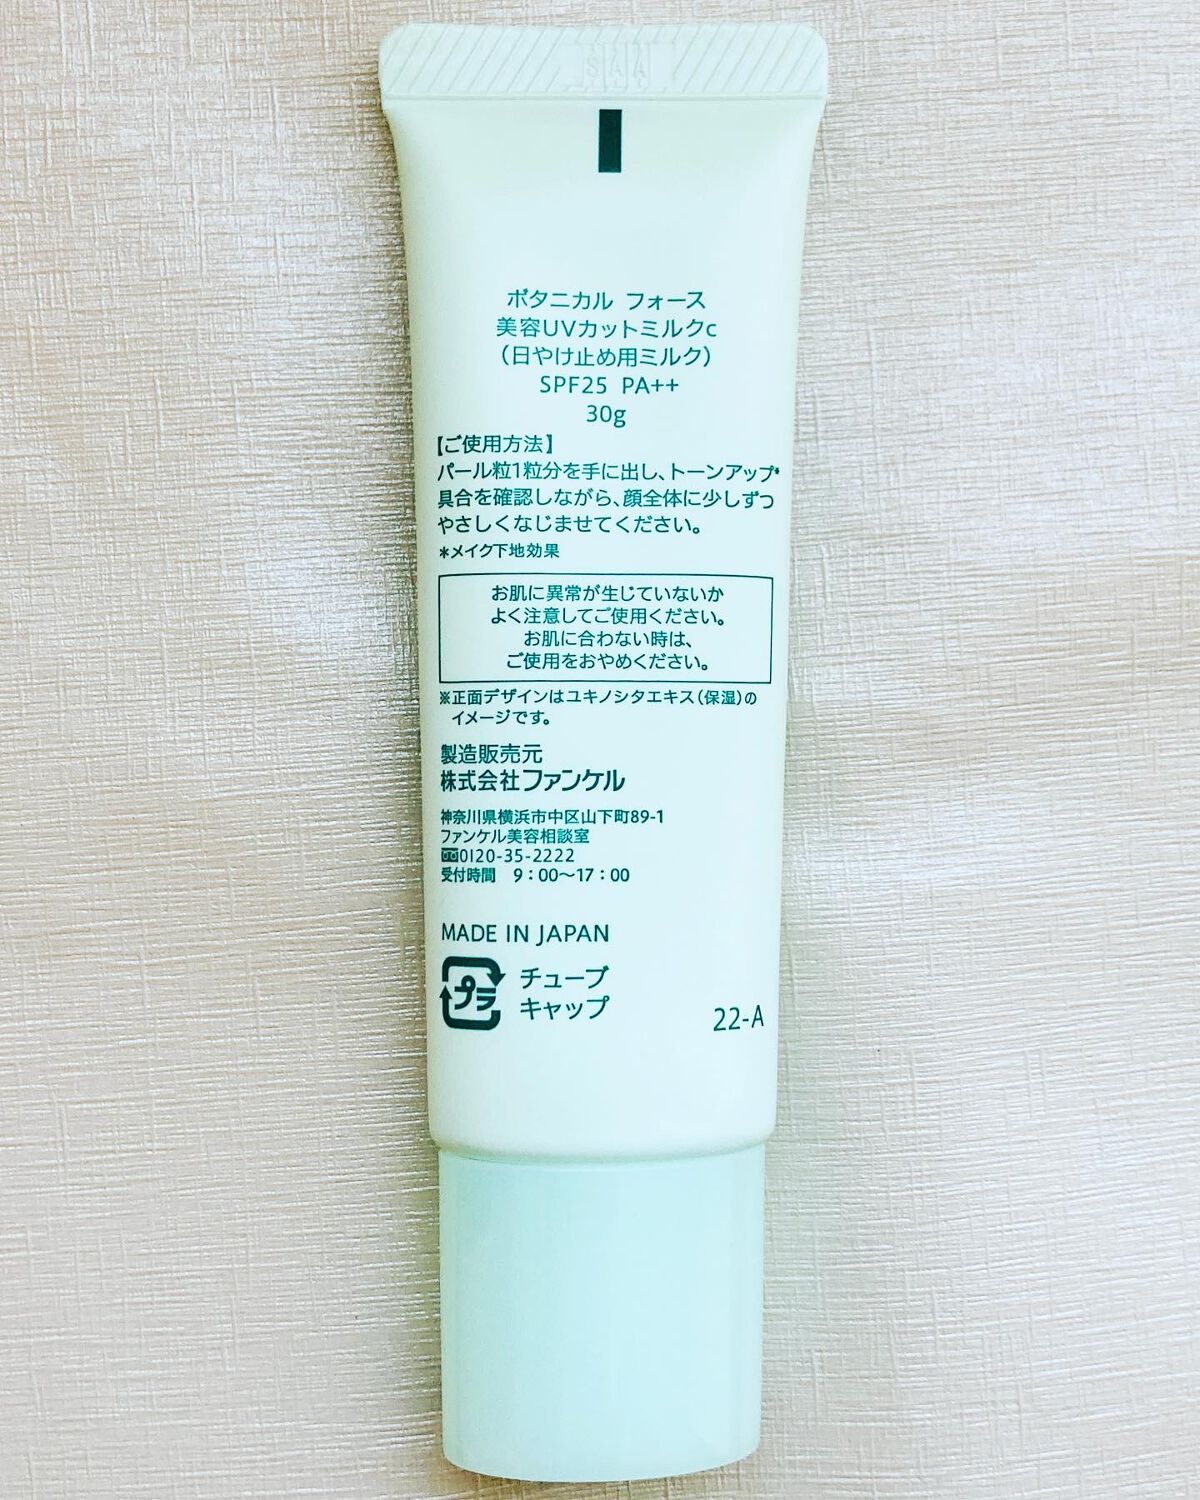 SAA
ボタニカル フォース
美容UVカットミルクc
（日やけ止め用ミルク）
SPF25 PA++
30g
【ご使用方法】
パール粒1粒分を手に出し、トーンアップ*
具合を確認しながら、顔全体に少しずつ
やさしくなじませてください。
*メイク下地効果
お肌に異常が生じていないか
よく注意してご使用ください。
お肌に合わない時は、
ご使用をおやめください。
※正面デザインはユキノシタエキス（保湿）の
イメージです。
製造販売元
株式会社ファンケル
神奈川県横浜市中区山下町89-1
ファンケル美容相談室
0120-35-2222
受付時間 9：00〜17：00
MADE IN JAPAN
プラ
チューブ
キャップ
22-A